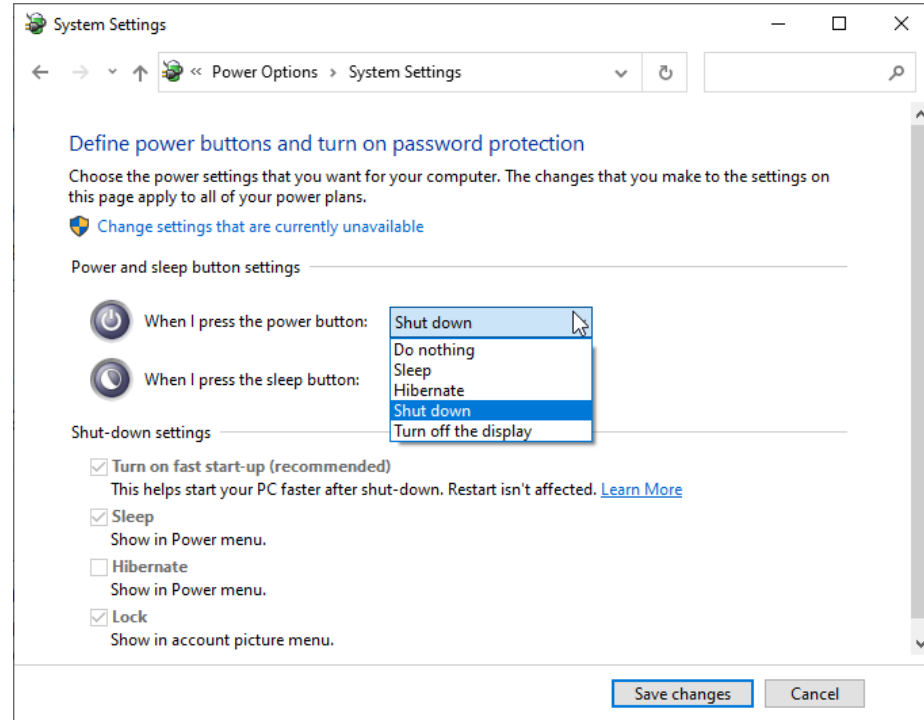 System Settings
« Power Options › System Settings
Define power buttons and turn on password protection
Choose the power settings that you want for your computer. The changes that you make to the settings on
this page apply to all of your power plans.
Change settings that are currently unavailable
Power and sleep button settings
When I press the power button: Shut down
Do nothing
Sleep
When I press the sleep button:
Hibernate
Shut down
Turn off the display
Shut-down settings
Turn on fast start-up (recommended)
This helps start your PC faster after shut-down. Restart isn't affected. Learn More
Sleep
Show in Power menu.
Hibernate
Show in Power menu.
Lock
Show in account picture menu.
Save changes Cancel